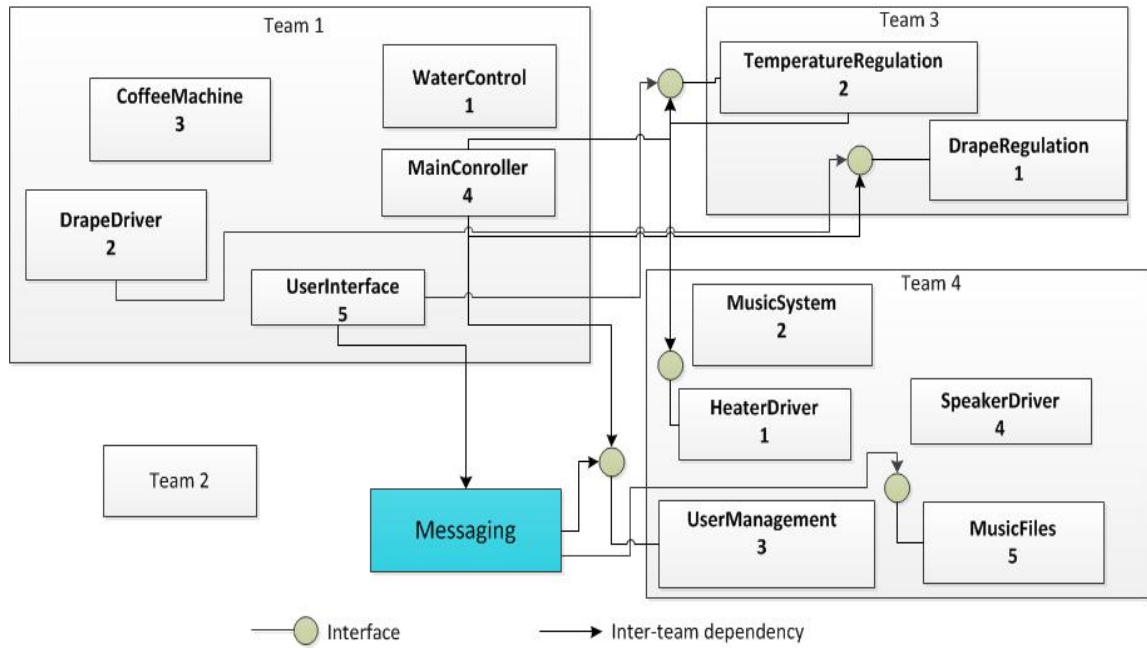 Team 1
CoffeeMachine
3
WaterControl
1
MainConroller
4
DrapeDriver
2
UserInterface
5
Team 3
TemperatureRegulation
2
DrapeRegulation
1
Team 2
Messaging
Team 4
MusicSystem
2
HeaterDriver
1
SpeakerDriver
4
UserManagement
3
MusicFiles
5
Interface
Inter-team dependency